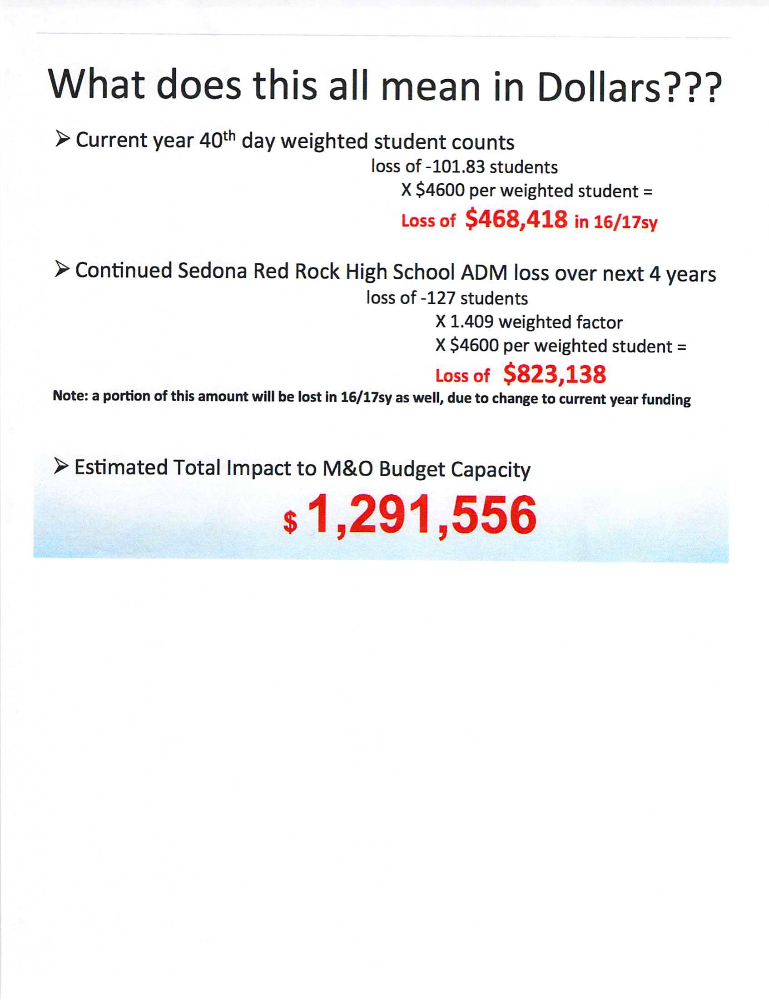 What does this all mean in Dollars???
➢ Current year 40th day weighted student counts
loss of -101.83 students
X $4600 per weighted student =
Loss of $468,418 in 16/17sy
➢ Continued Sedona Red Rock High School ADM loss over next 4 years
loss of -127 students
X 1.409 weighted factor
X $4600 per weighted student =
Loss of $823,138
Note: a portion of this amount will be lost in 16/17sy as well, due to change to current year funding
➢ Estimated Total Impact to M&O Budget Capacity
$ 1,291,556